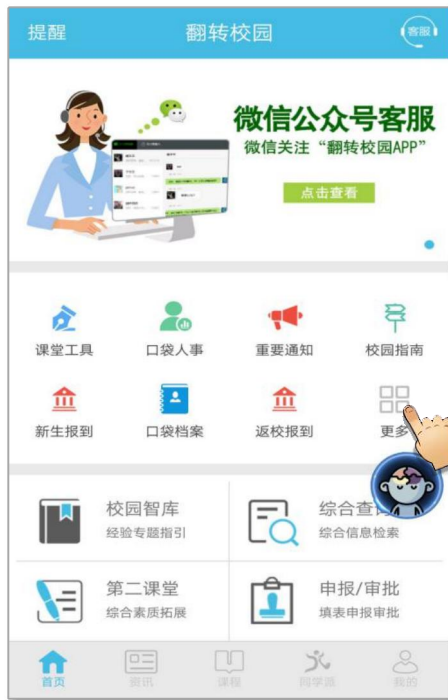 提醒
翻转校园
客服
微信公众号客服
微信关注“翻转校园APP”
点击查看
课堂工具
口袋人事
重要通知
校园指南
新生报到
口袋档案
返校报到
更多
校园智库
经验专题指引
综合查
综合信息检索
第二课堂
综合素质拓展
申报/审批
填表申报审批
首页
资讯
课程
同学派
我的